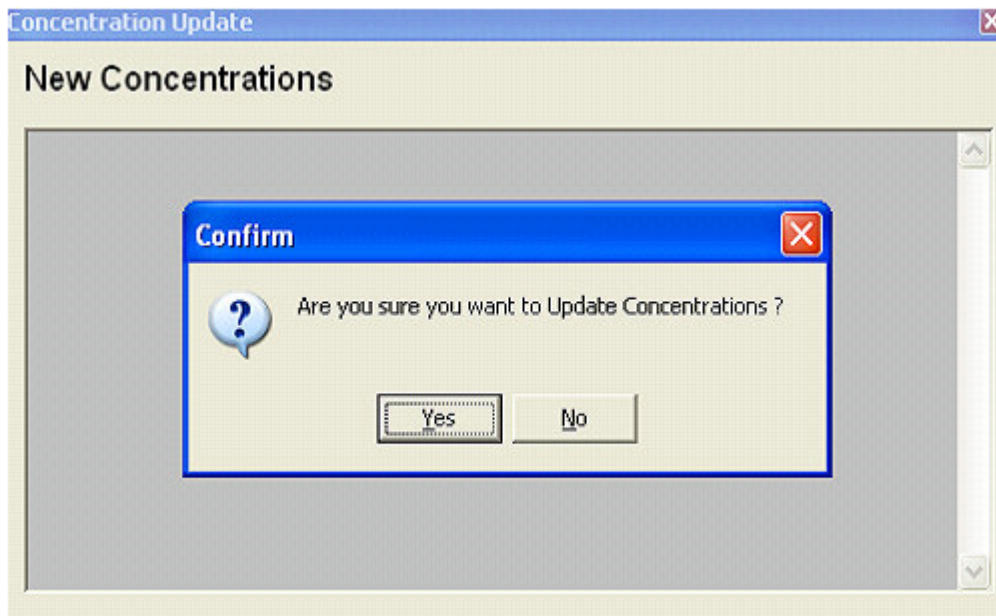 Concentration Update
New Concentrations
Confirm
Are you sure you want to Update Concentrations ?
Yes
No